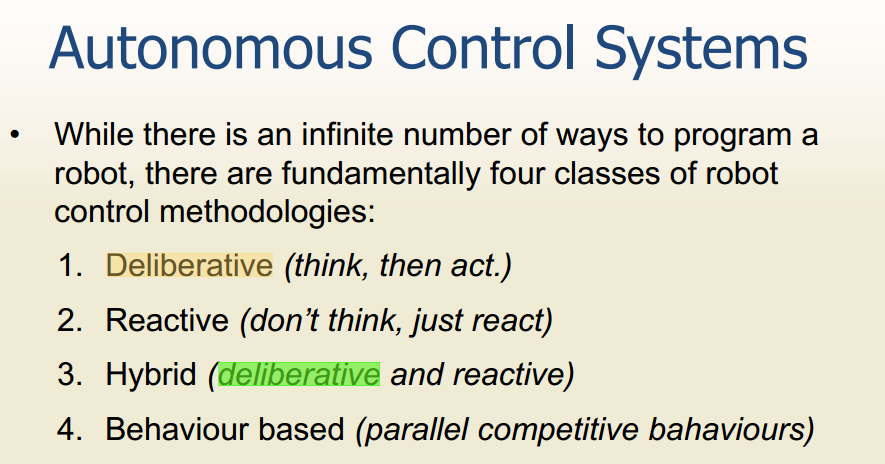 Autonomous Control Systems
• While there is an infinite number of ways to program a
robot, there are fundamentally four classes of robot
control methodologies:
1. Deliberative (think, then act.)
2. Reactive (don’t think, just react)
3. Hybrid (deliberative and reactive)
4. Behaviour based (parallel competitive bahaviours)